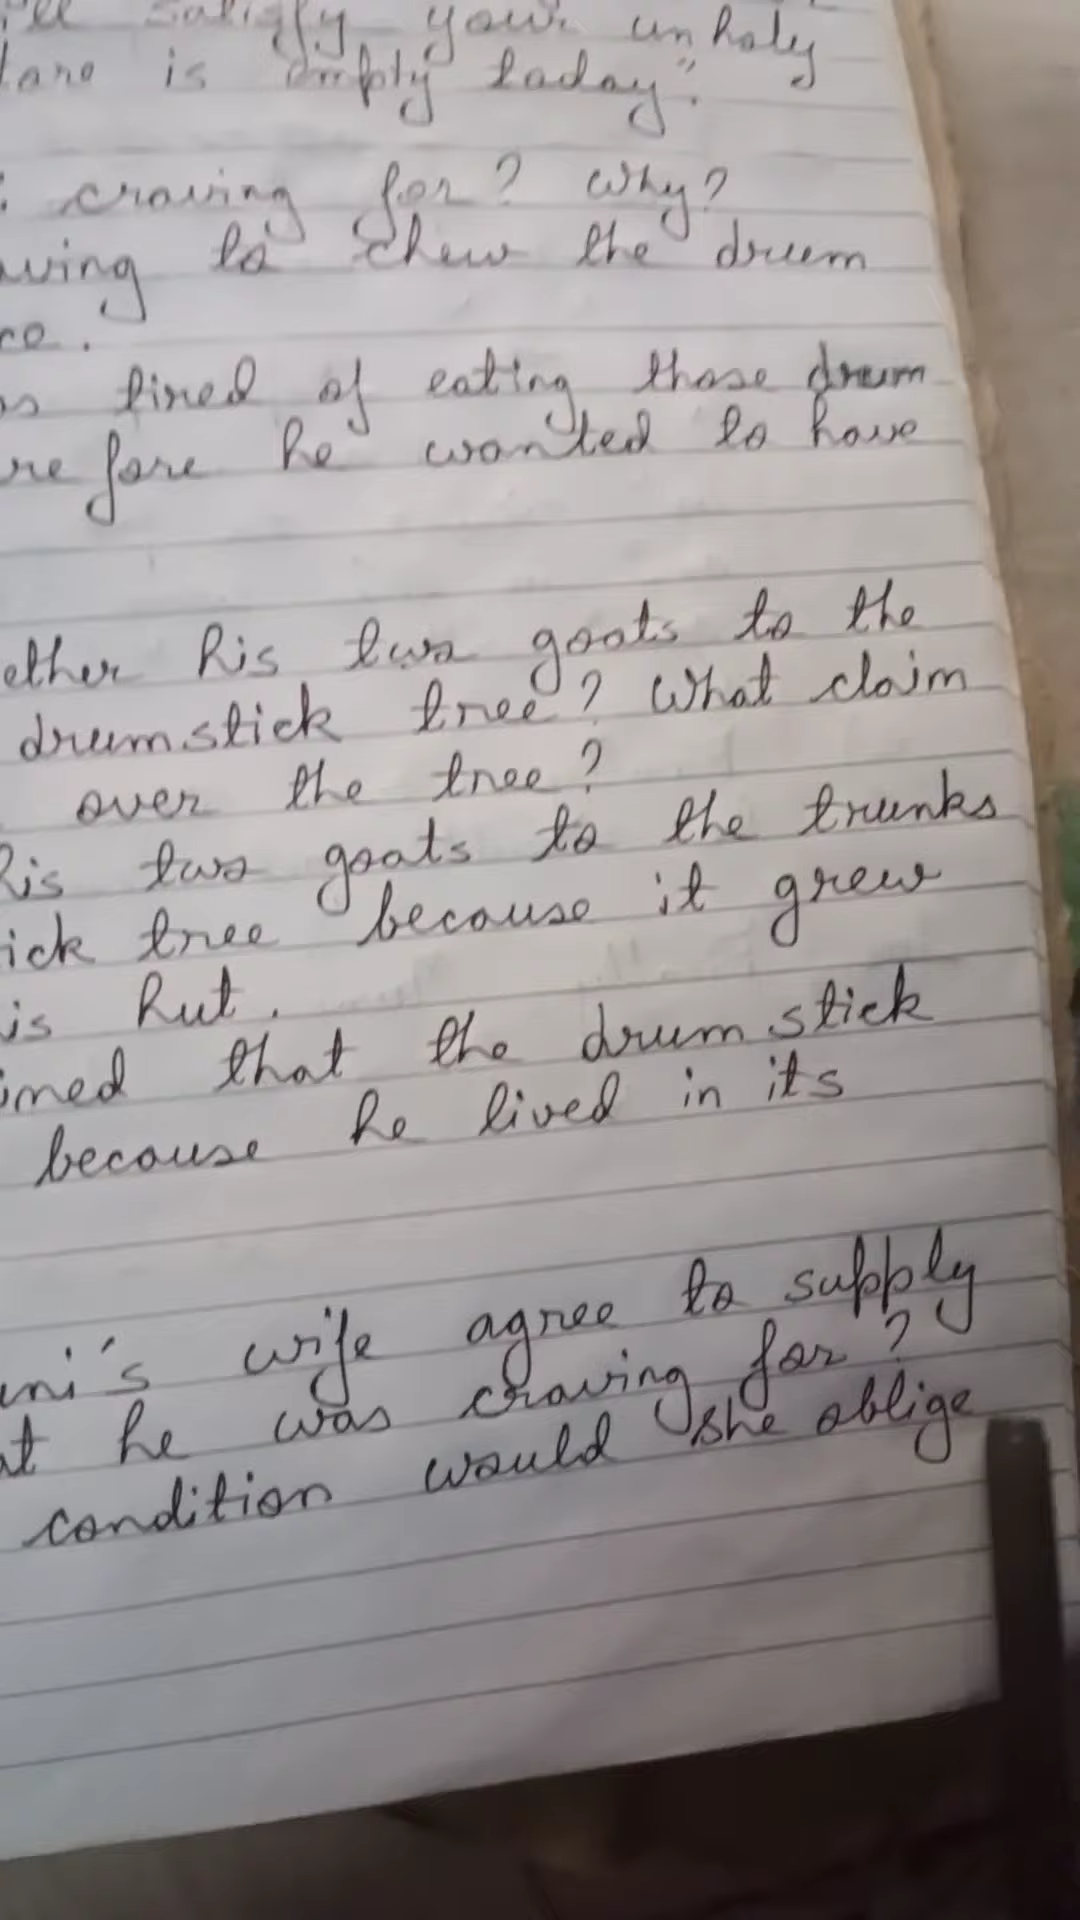 satisfy your unholy
is empty today".
craving for? Why?
to chew the drum
tired of eating those drum
fore he wanted to have
his two goats to the
drumstick tree? What claim
over the tree?
two goats to the trunks
tree because it grew
hut.
that the drumstick
because he lived in its
wife agree to supply
he was craving for?
condition would she oblige